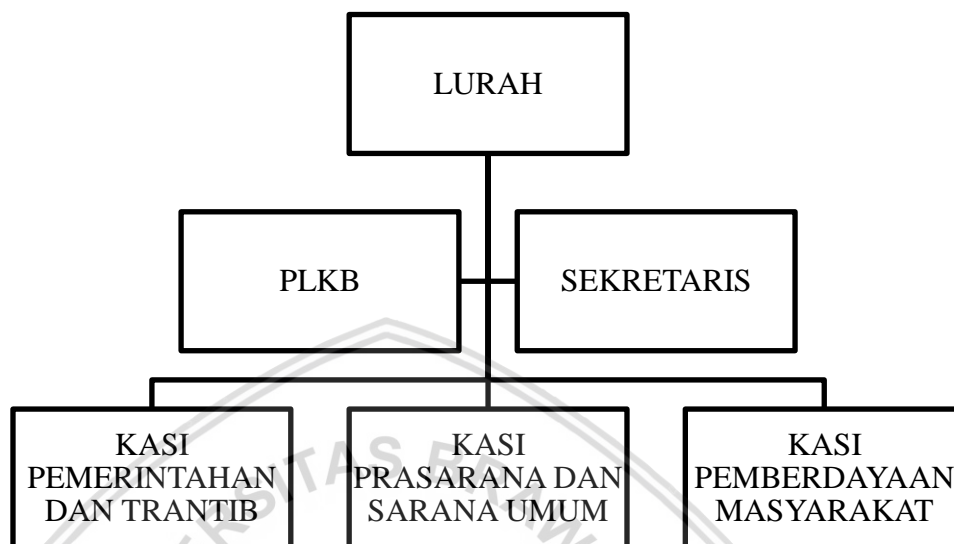 LURAH
PLKB
SEKRETARIS
KASI
PEMERINTAHAN
DAN TRANTIB
KASI
PRASARANA DAN
SARANA UMUM
KASI
PEMBERDAYAAN
MASYARAKAT